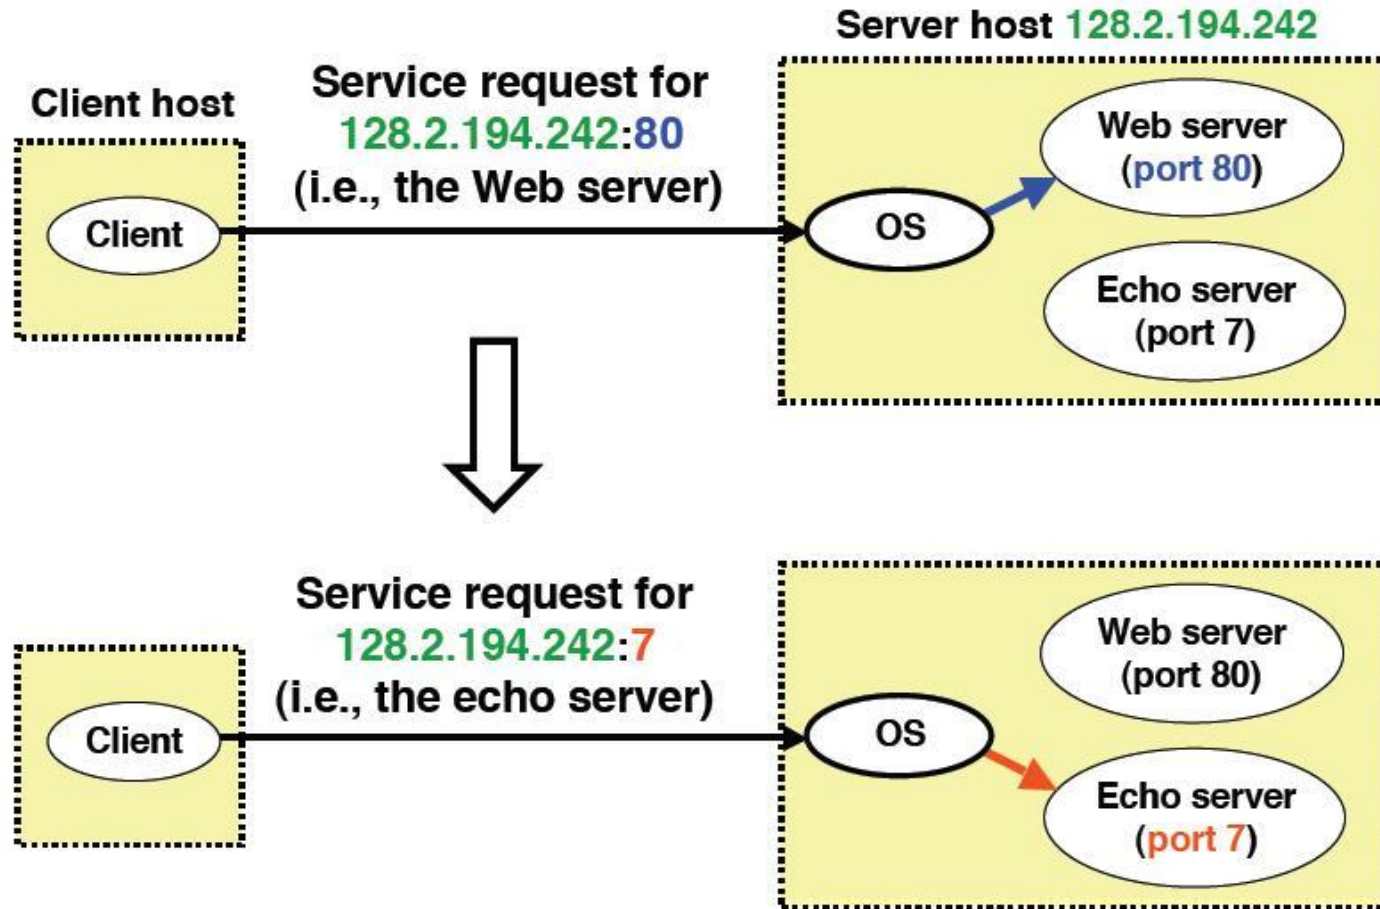 Server host 128.2.194.242
Client host
Service request for
128.2.194.242:80
(i.e., the Web server)
Client
OS
Web server
(port 80)
Echo server
(port 7)
Service request for
128.2.194.242:7
(i.e., the echo server)
Client
OS
Web server
(port 80)
Echo server
(port 7)